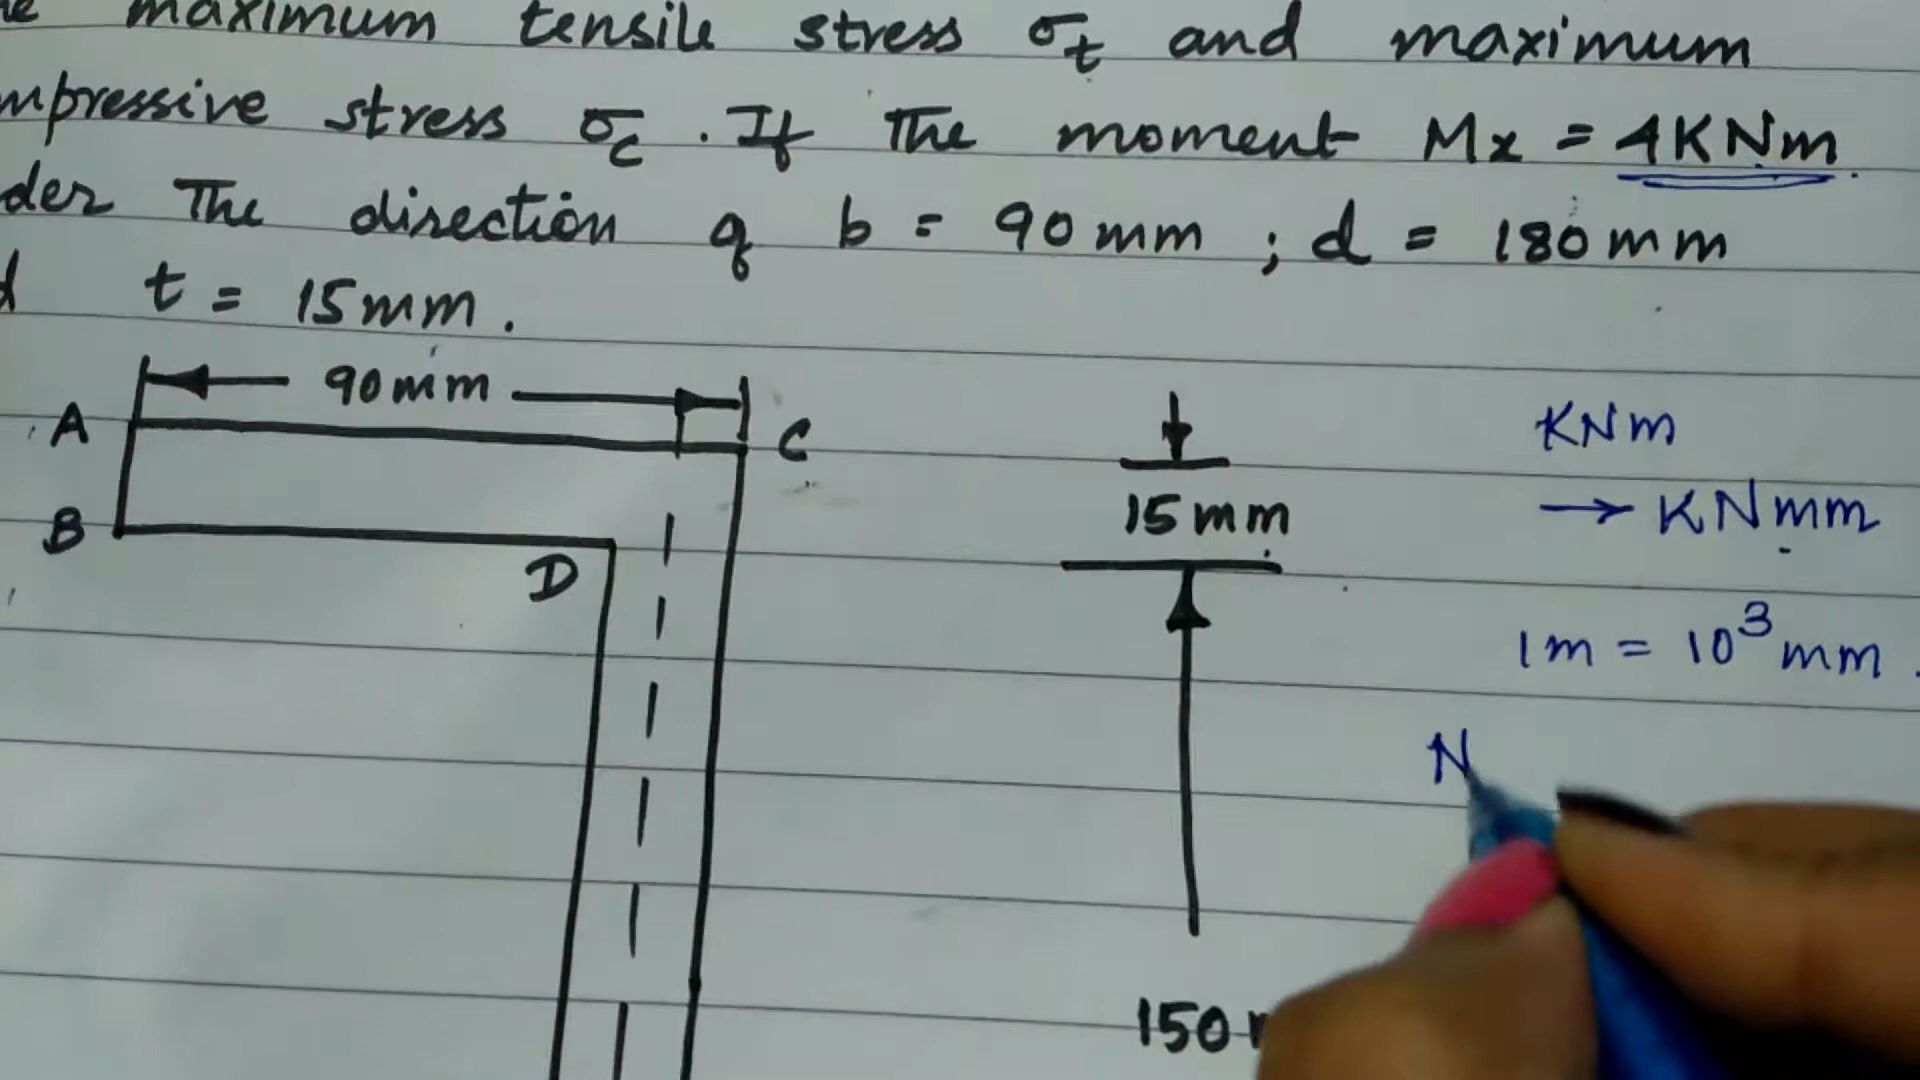 maximum tensile stress σt and maximum
mpressive stress σc . If The moment Mx = 4KNm.
der The direction of b = 90mm ; d = 180mm
t = 15mm.
90mm
A
C
B
D
15mm
150
KNm
→ KNmm
1m = 10³mm.
N